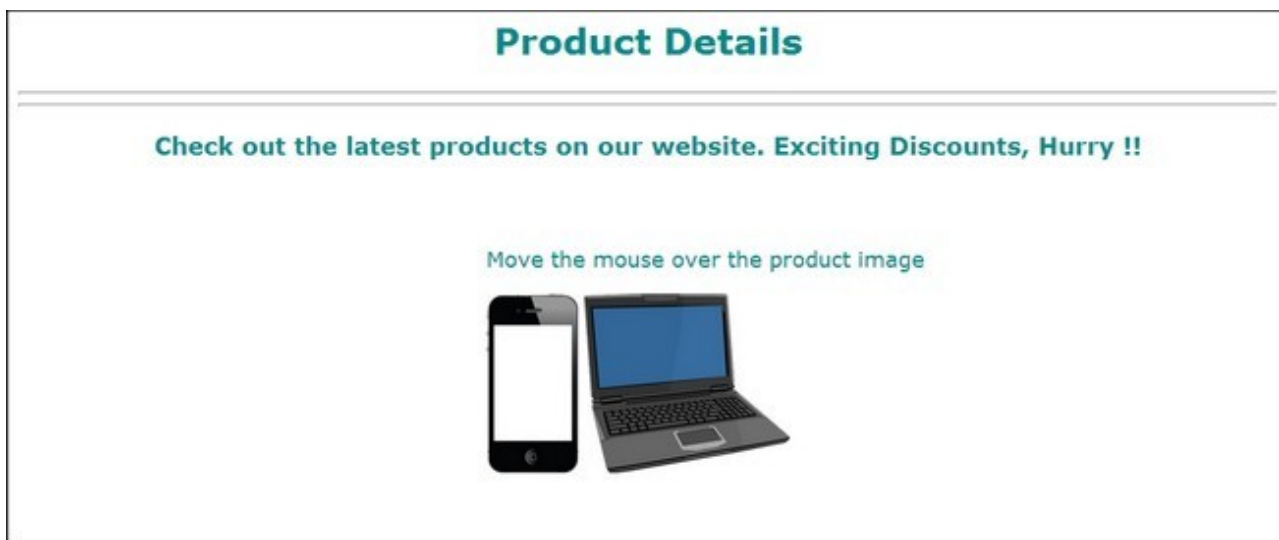 Product Details
Check out the latest products on our website. Exciting Discounts, Hurry !!
Move the mouse over the product image